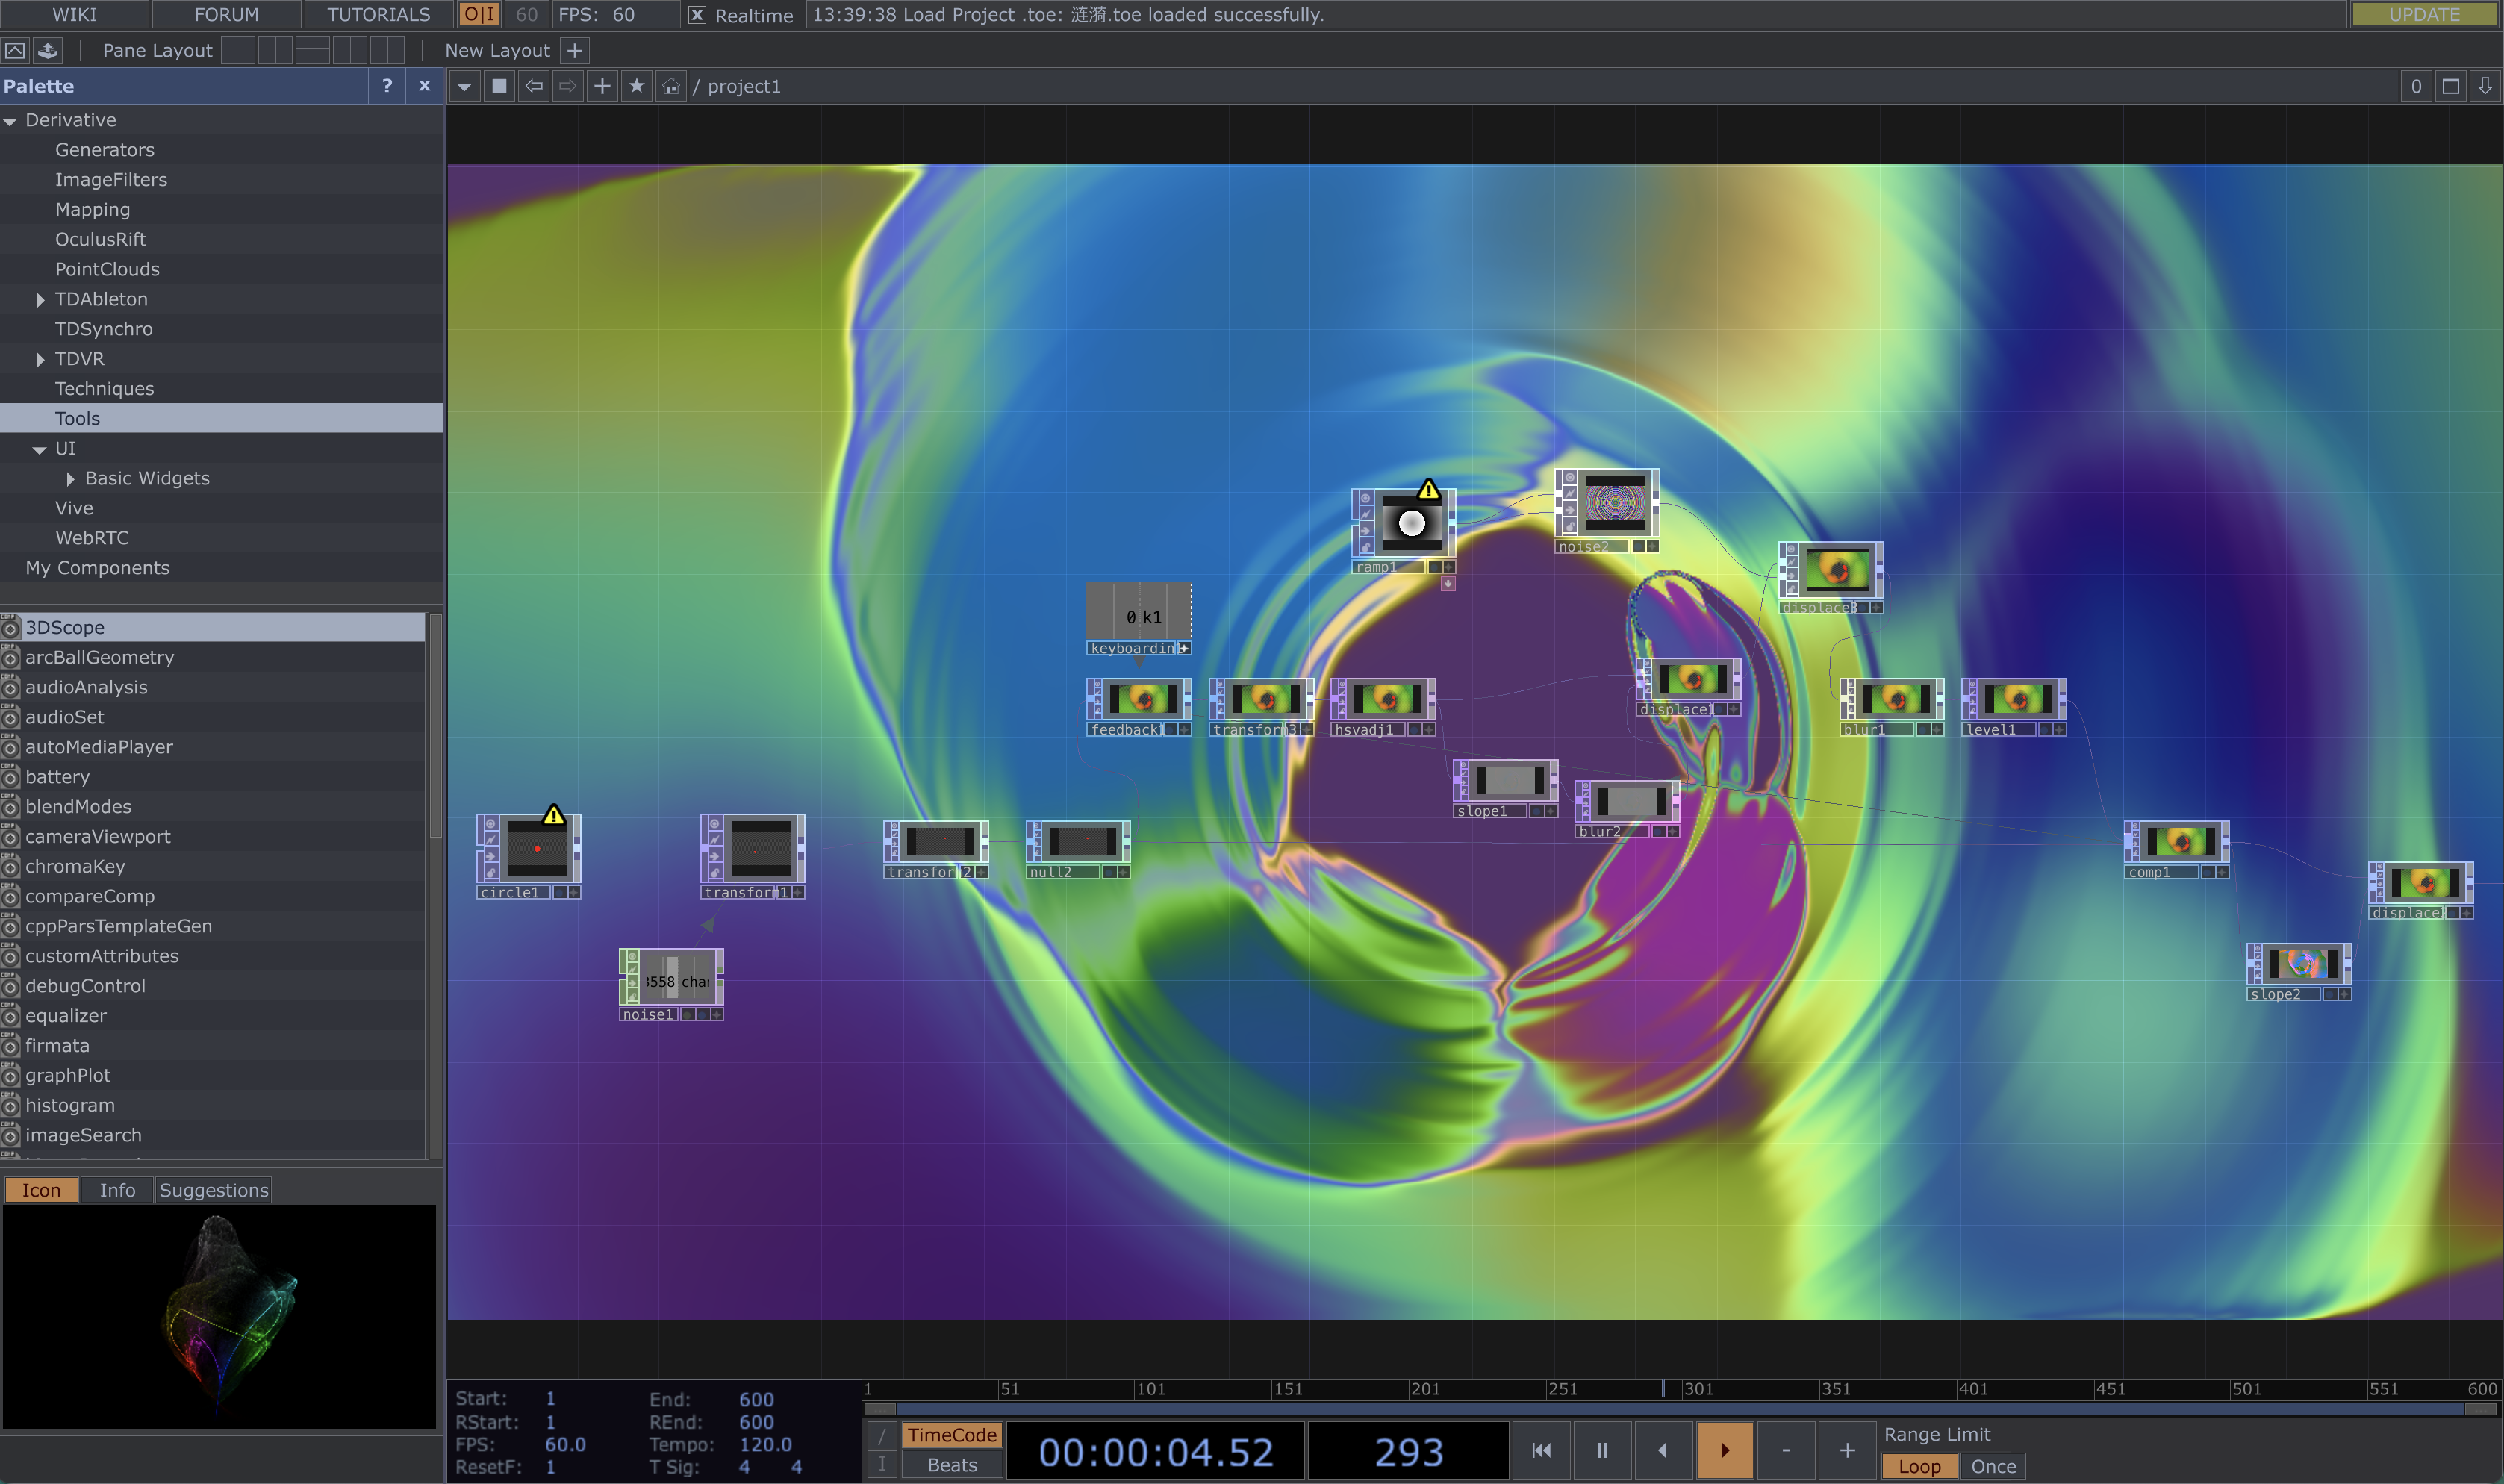 WIKI FORUM TUTORIALS O|I 60 FPS: 60 Realtime 13:39:38 Load Project .toe: 涟漪.toe loaded successfully. UPDATE
Pane Layout New Layout +
Palette ? x / project1 0
Derivative
Generators
ImageFilters
Mapping
OculusRift
PointClouds
TDAbleton
TDSynchro
TDVR
Techniques
Tools
UI
Basic Widgets
Vive
WebRTC
My Components
3DScope
arcBallGeometry
audioAnalysis
audioSet
autoMediaPlayer
battery
blendModes
cameraViewport
chromaKey
compareComp
cppParsTemplateGen
customAttributes
debugControl
equalizer
firmata
graphPlot
histogram
imageSearch
Icon Info Suggestions
noise2
ramp1
displace3
0 k1
keyboardin1
displace1
feedback1 transform3 hsvadj1 blur1 level1
slope1
blur2
transform2 null2 comp1
circle1 transform1
displace2
8558 chan
slope2
noise1
1 51 101 151 201 251 301 351 401 451 501 551 600
Start: 1 End: 600
RStart: 1 REnd: 600
FPS: 60.0 Tempo: 120.0
ResetF: 1 T Sig: 4 4
TimeCode 00:00:04.52 293 - + Range Limit
Beats Loop Once